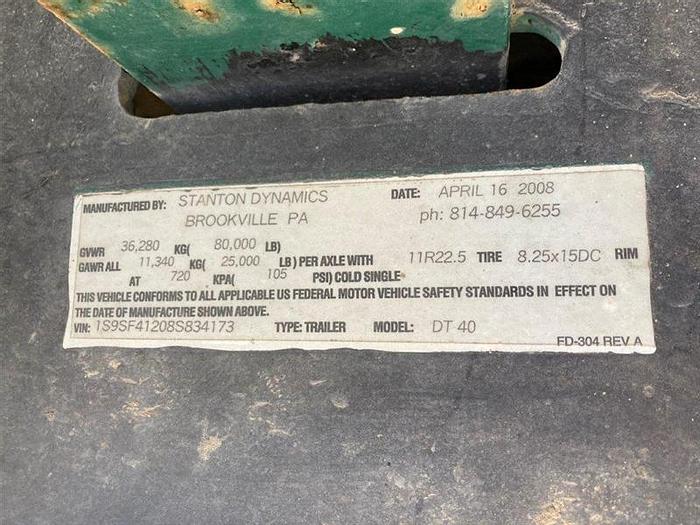 MANUFACTURED BY: STANTON DYNAMICS DATE: APRIL 16 2008
BROOKVILLE PA ph: 814-849-6255
GVWR 36,280 KG( 80,000 LB)
GAWR ALL 11,340 KG( 25,000 LB) PER AXLE WITH 11R22.5 TIRE 8.25x15DC RIM
AT 720 KPA( 105 PSI) COLD SINGLE
THIS VEHICLE CONFORMS TO ALL APPLICABLE US FEDERAL MOTOR VEHICLE SAFETY STANDARDS IN EFFECT ON
THE DATE OF MANUFACTURE SHOWN ABOVE.
VIN: 1S9SF41208S834173 TYPE: TRAILER MODEL: DT 40
FD-304 REV A